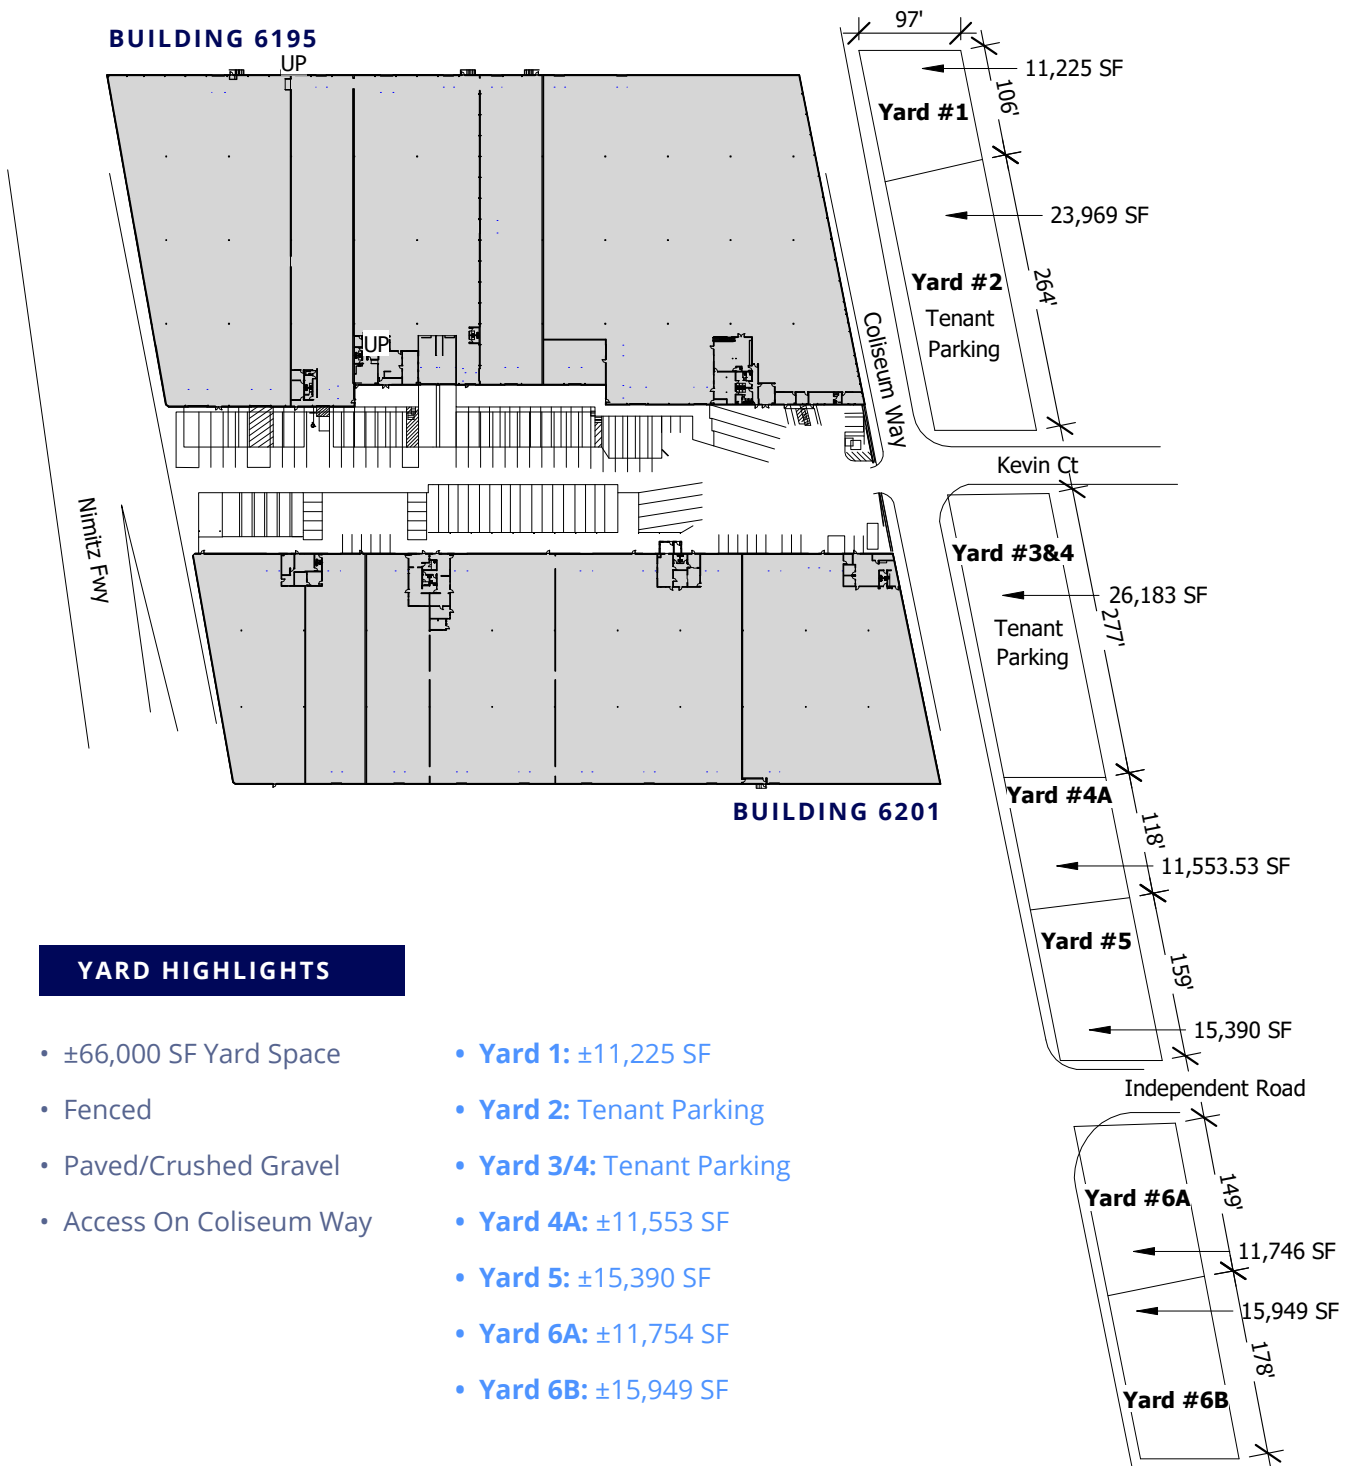 BUILDING 6195
UP
UP
97'
11,225 SF
Yard #1
106'
23,969 SF
Yard #2
Tenant
Parking
264'
Coliseum Way
Kevin Ct
Nimitz Fwy
Yard #3&4
26,183 SF
Tenant
Parking
277'
Yard #4A
118'
11,553.53 SF
BUILDING 6201
Yard #5
159'
15,390 SF
Independent Road
Yard #6A
149'
11,746 SF
15,949 SF
178'
Yard #6B
YARD HIGHLIGHTS
• ±66,000 SF Yard Space
• Fenced
• Paved/Crushed Gravel
• Access On Coliseum Way
• Yard 1: ±11,225 SF
• Yard 2: Tenant Parking
• Yard 3/4: Tenant Parking
• Yard 4A: ±11,553 SF
• Yard 5: ±15,390 SF
• Yard 6A: ±11,754 SF
• Yard 6B: ±15,949 SF